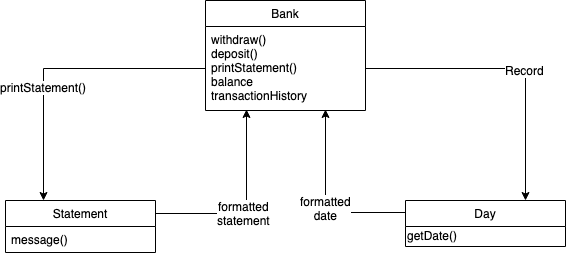 Bank
withdraw()
deposit()
printStatement()
balance
transactionHistory
printStatement()
Record
formatted
statement
formatted
date
Statement
message()
Day
getDate()